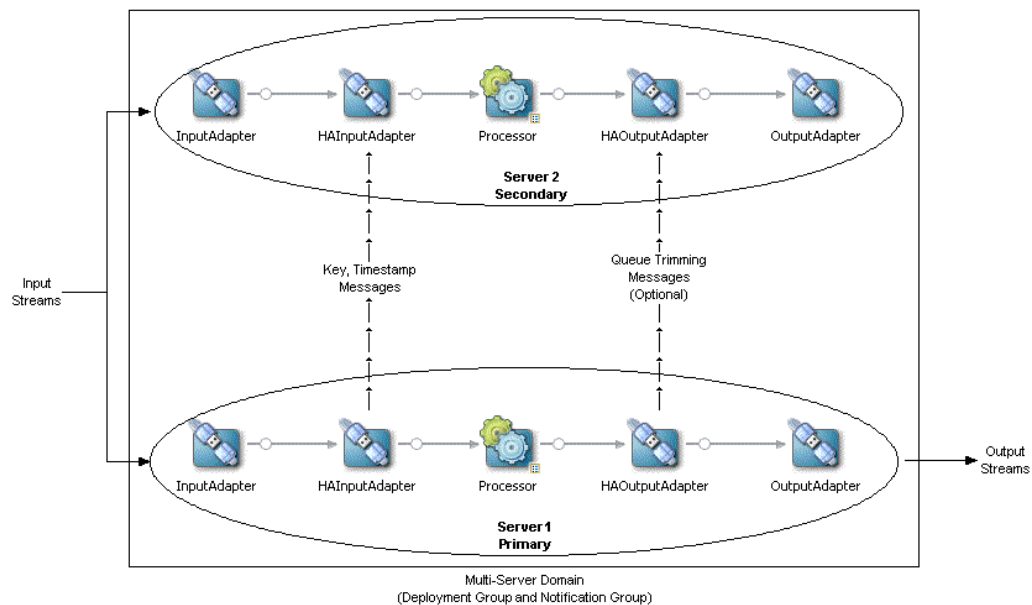 InputAdapter
HAInputAdapter
Processor
HAOutputAdapter
OutputAdapter
Server 2
Secondary
Key, Timestamp
Messages
Queue Trimming
Messages
(Optional)
Input
Streams
InputAdapter
HAInputAdapter
Processor
HAOutputAdapter
OutputAdapter
Output
Streams
Server 1
Primary
Multi-Server Domain
(Deployment Group and Notification Group)